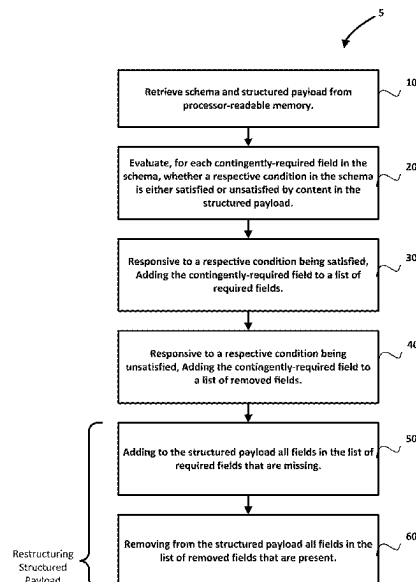 5
Retrieve schema and structured payload from
processor-readable memory.
10
Evaluate, for each contingently-required field in the
schema, whether a respective condition in the schema
is either satisfied or unsatisfied by content in the
structured payload.
20
Responsive to a respective condition being satisfied,
Adding the contingently-required field to a list of
required fields.
30
Responsive to a respective condition being
unsatisfied, Adding the contingently-required field to
a list of removed fields.
40
Adding to the structured payload all fields in the list of
required fields that are missing.
50
Removing from the structured payload all fields in the
list of removed fields that are present.
60
Restructuring
Structured
Payload